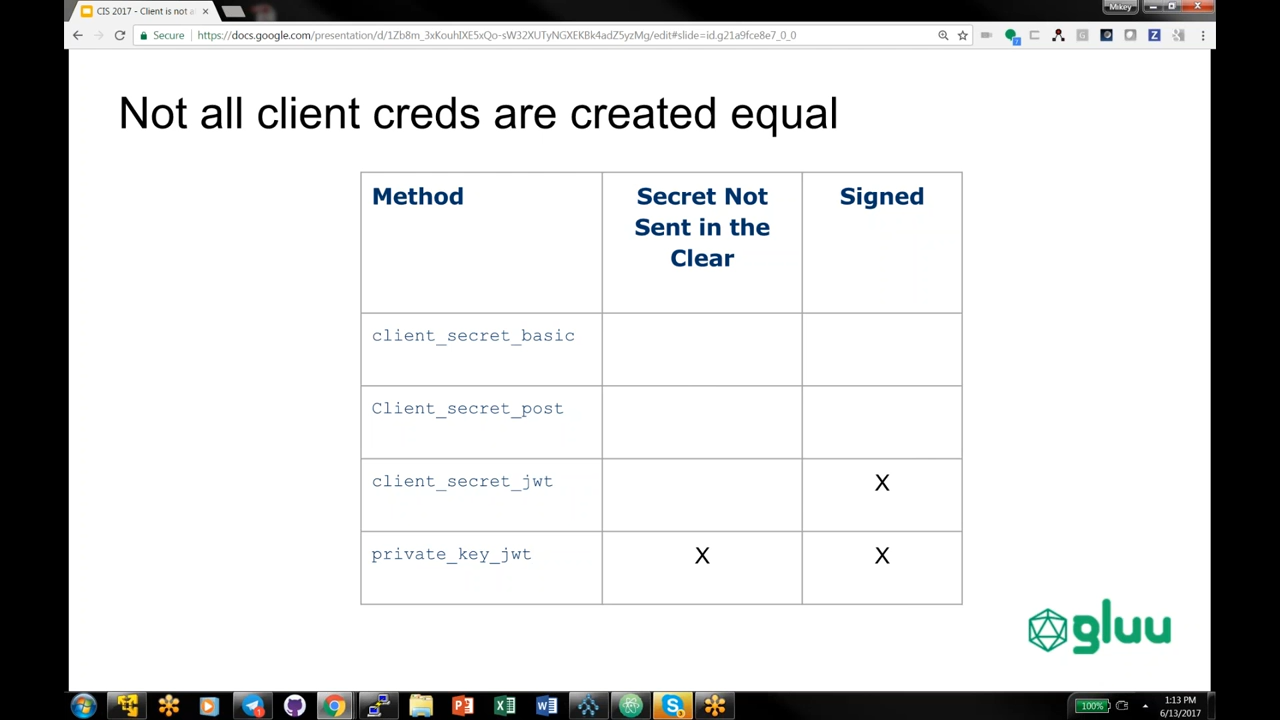 CIS 2017 - Client is not a
Mikey
Secure
https://docs.google.com/presentation/d/1Zb8m_3xKouhIXE5xQo-sW32XUTyNGXEKBk4adZ5yzMg/edit#slide=id.g21a9fce8e7_0_0
Not all client creds are created equal
Method
Secret Not
Sent in the
Clear
Signed
client_secret_basic
Client_secret_post
client_secret_jwt
X
private_key_jwt
X
X
gluu
100%
1:13 PM
6/13/2017